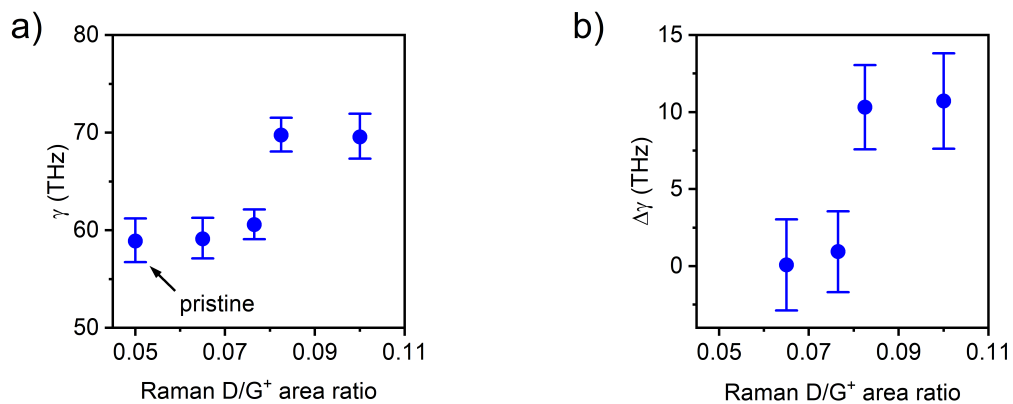 a)
γ (THz)
80
70
60
50
pristine
0.05 0.07 0.09 0.11
Raman D/G⁺ area ratio
b)
Δγ (THz)
15
10
5
0
0.05 0.07 0.09 0.11
Raman D/G⁺ area ratio